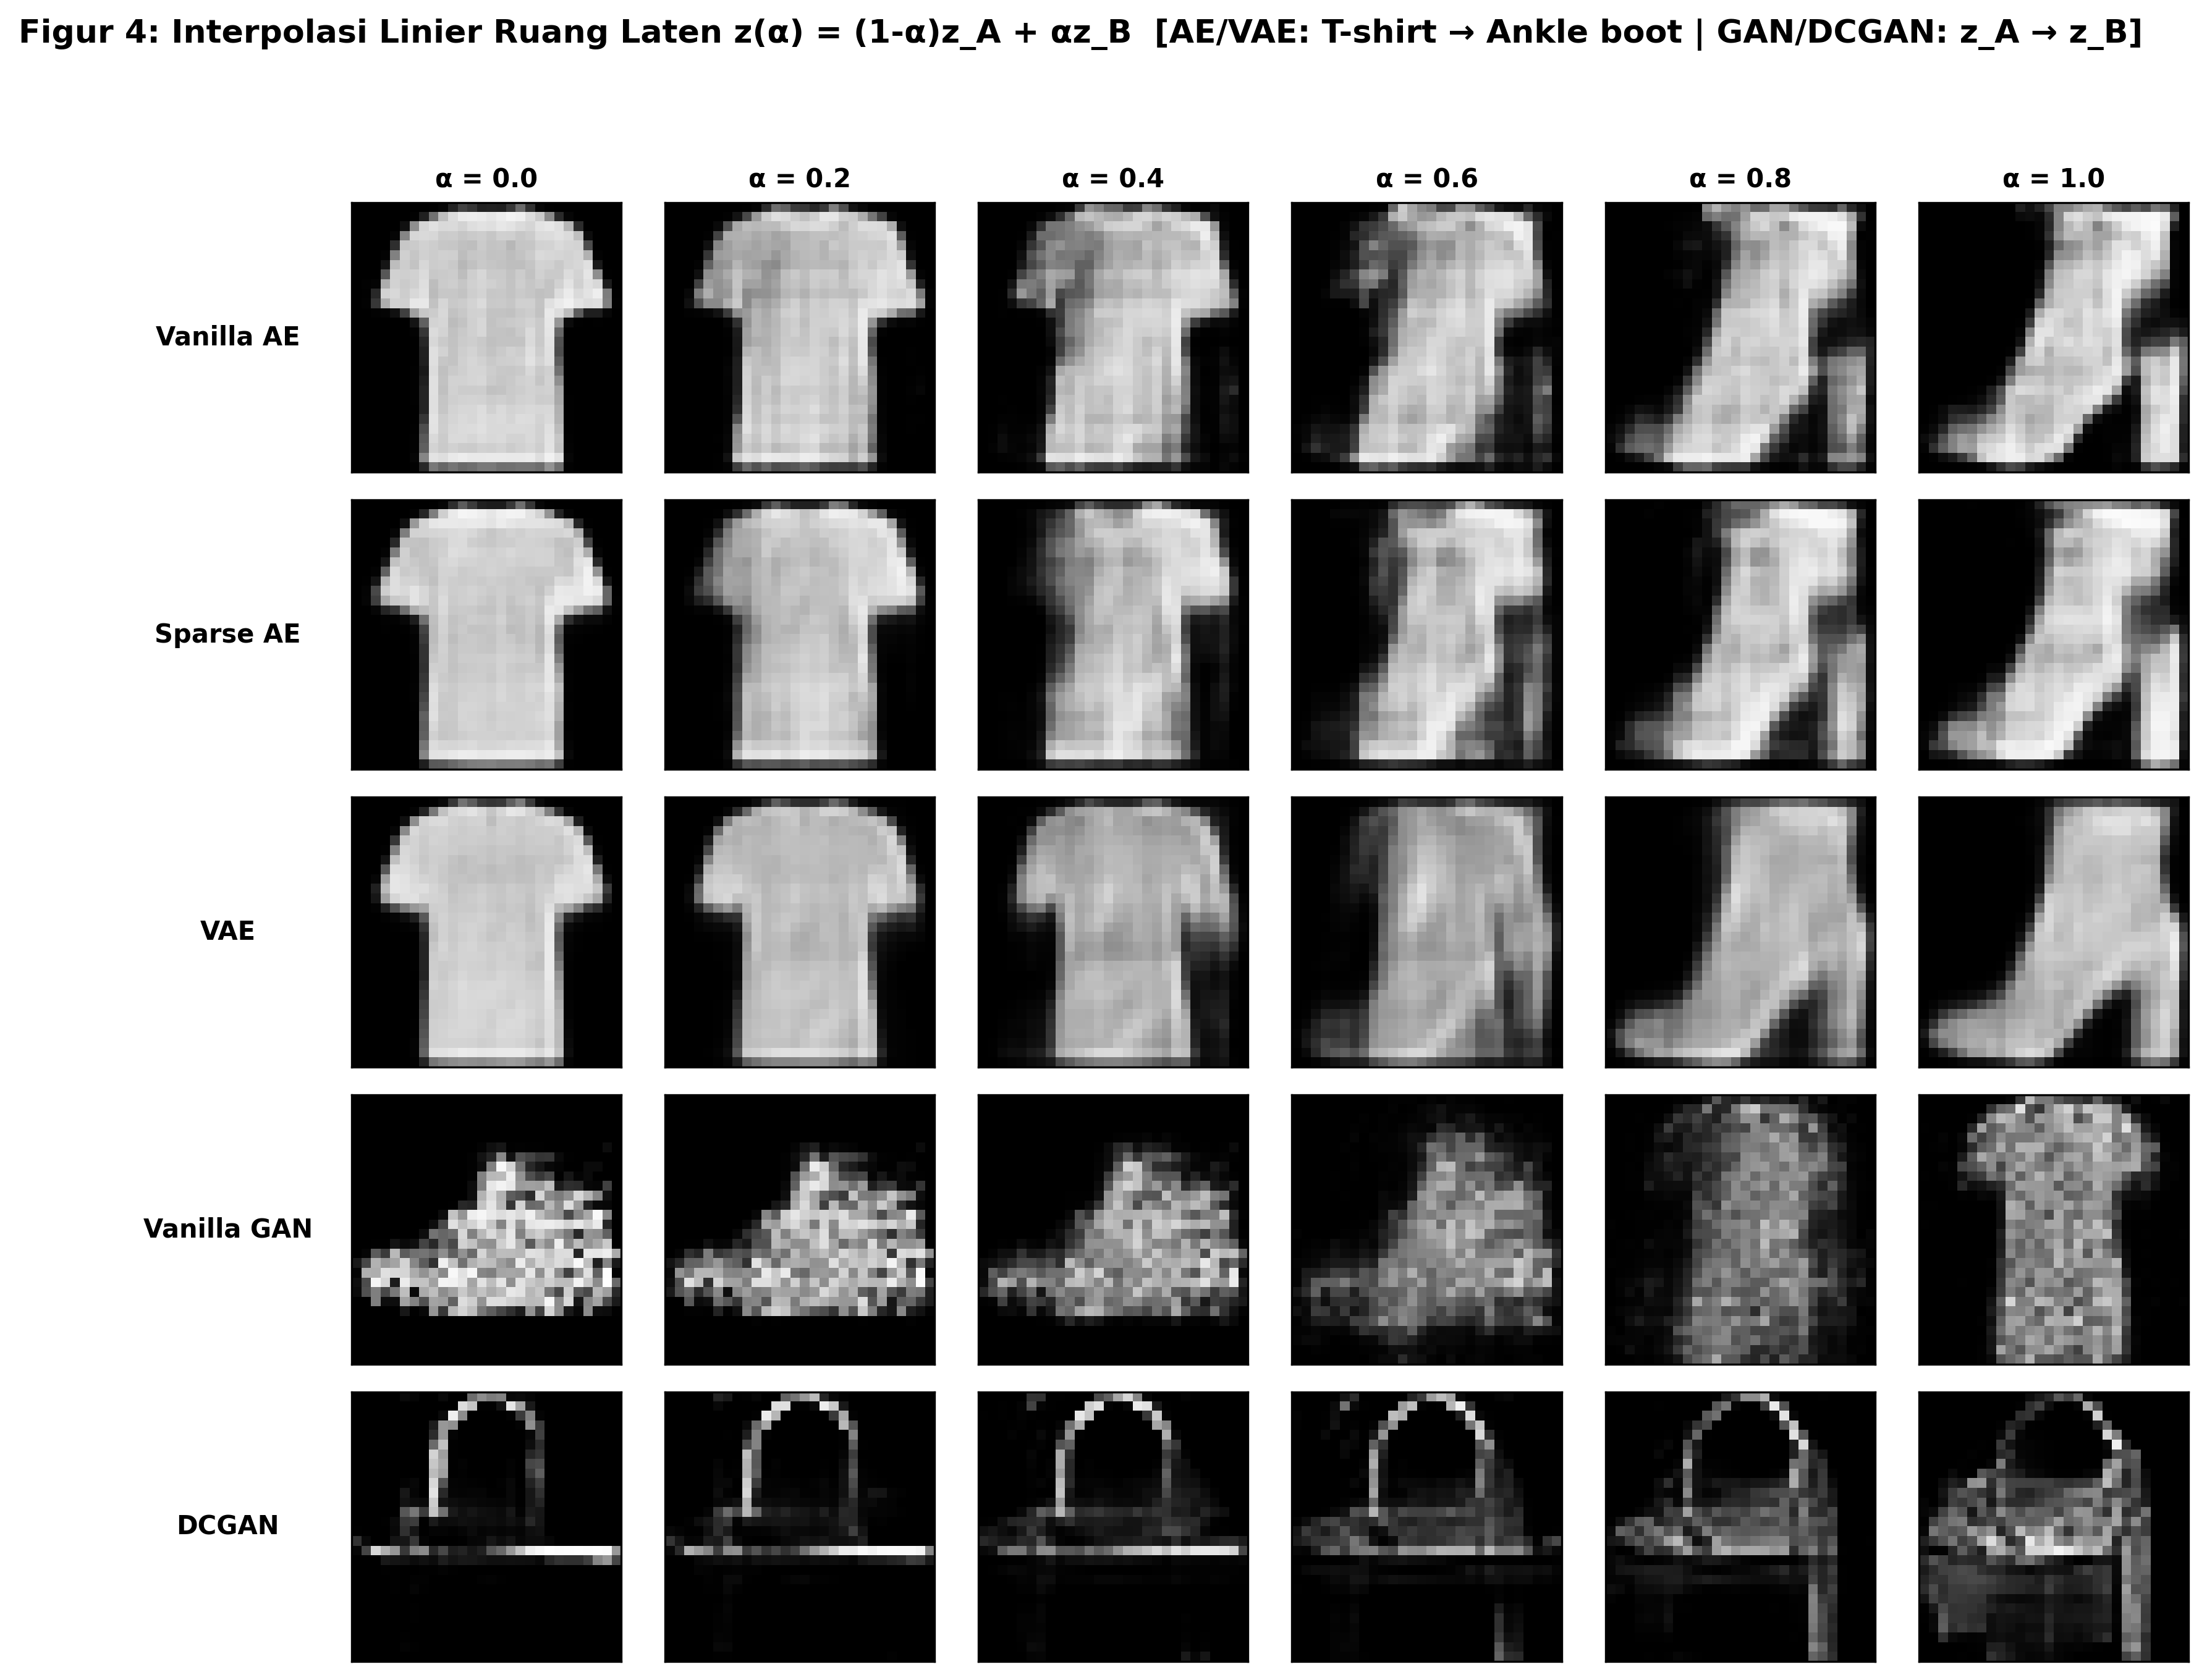 Figur 4: Interpolasi Linier Ruang Laten z(α) = (1-α)z_A + αz_B [AE/VAE: T-shirt → Ankle boot | GAN/DCGAN: z_A → z_B]
α = 0.0 α = 0.2 α = 0.4 α = 0.6 α = 0.8 α = 1.0
Vanilla AE
Sparse AE
VAE
Vanilla GAN
DCGAN